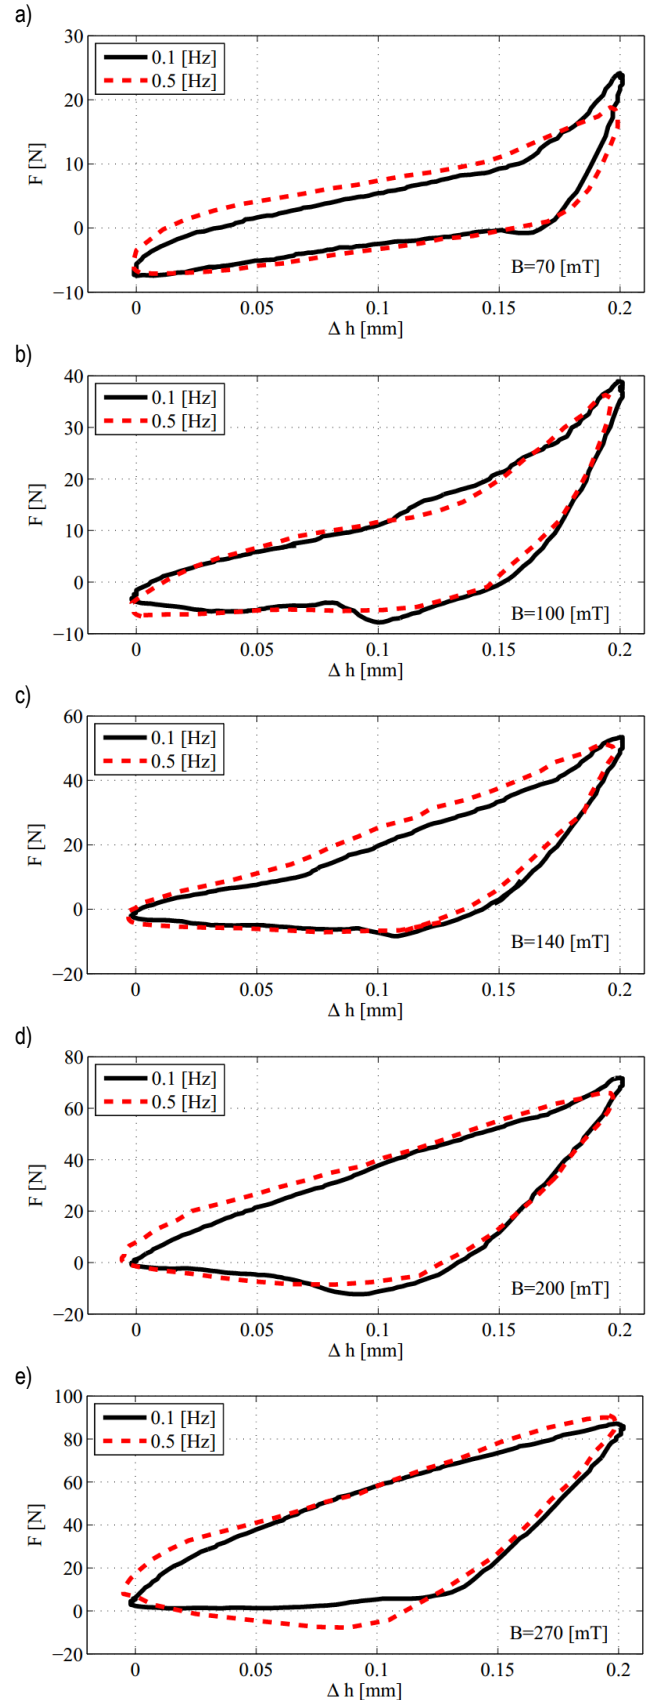 a)
30
20
10
0
−10
F [N]
0.1 [Hz]
0.5 [Hz]
B=70 [mT]
0 0.05 0.1 0.15 0.2
Δ h [mm]
b)
40
30
20
10
0
−10
F [N]
0.1 [Hz]
0.5 [Hz]
B=100 [mT]
0 0.05 0.1 0.15 0.2
Δ h [mm]
c)
60
40
20
0
−20
F [N]
0.1 [Hz]
0.5 [Hz]
B=140 [mT]
0 0.05 0.1 0.15 0.2
Δ h [mm]
d)
80
60
40
20
0
−20
F [N]
0.1 [Hz]
0.5 [Hz]
B=200 [mT]
0 0.05 0.1 0.15 0.2
Δ h [mm]
e)
100
80
60
40
20
0
−20
F [N]
0.1 [Hz]
0.5 [Hz]
B=270 [mT]
0 0.05 0.1 0.15 0.2
Δ h [mm]